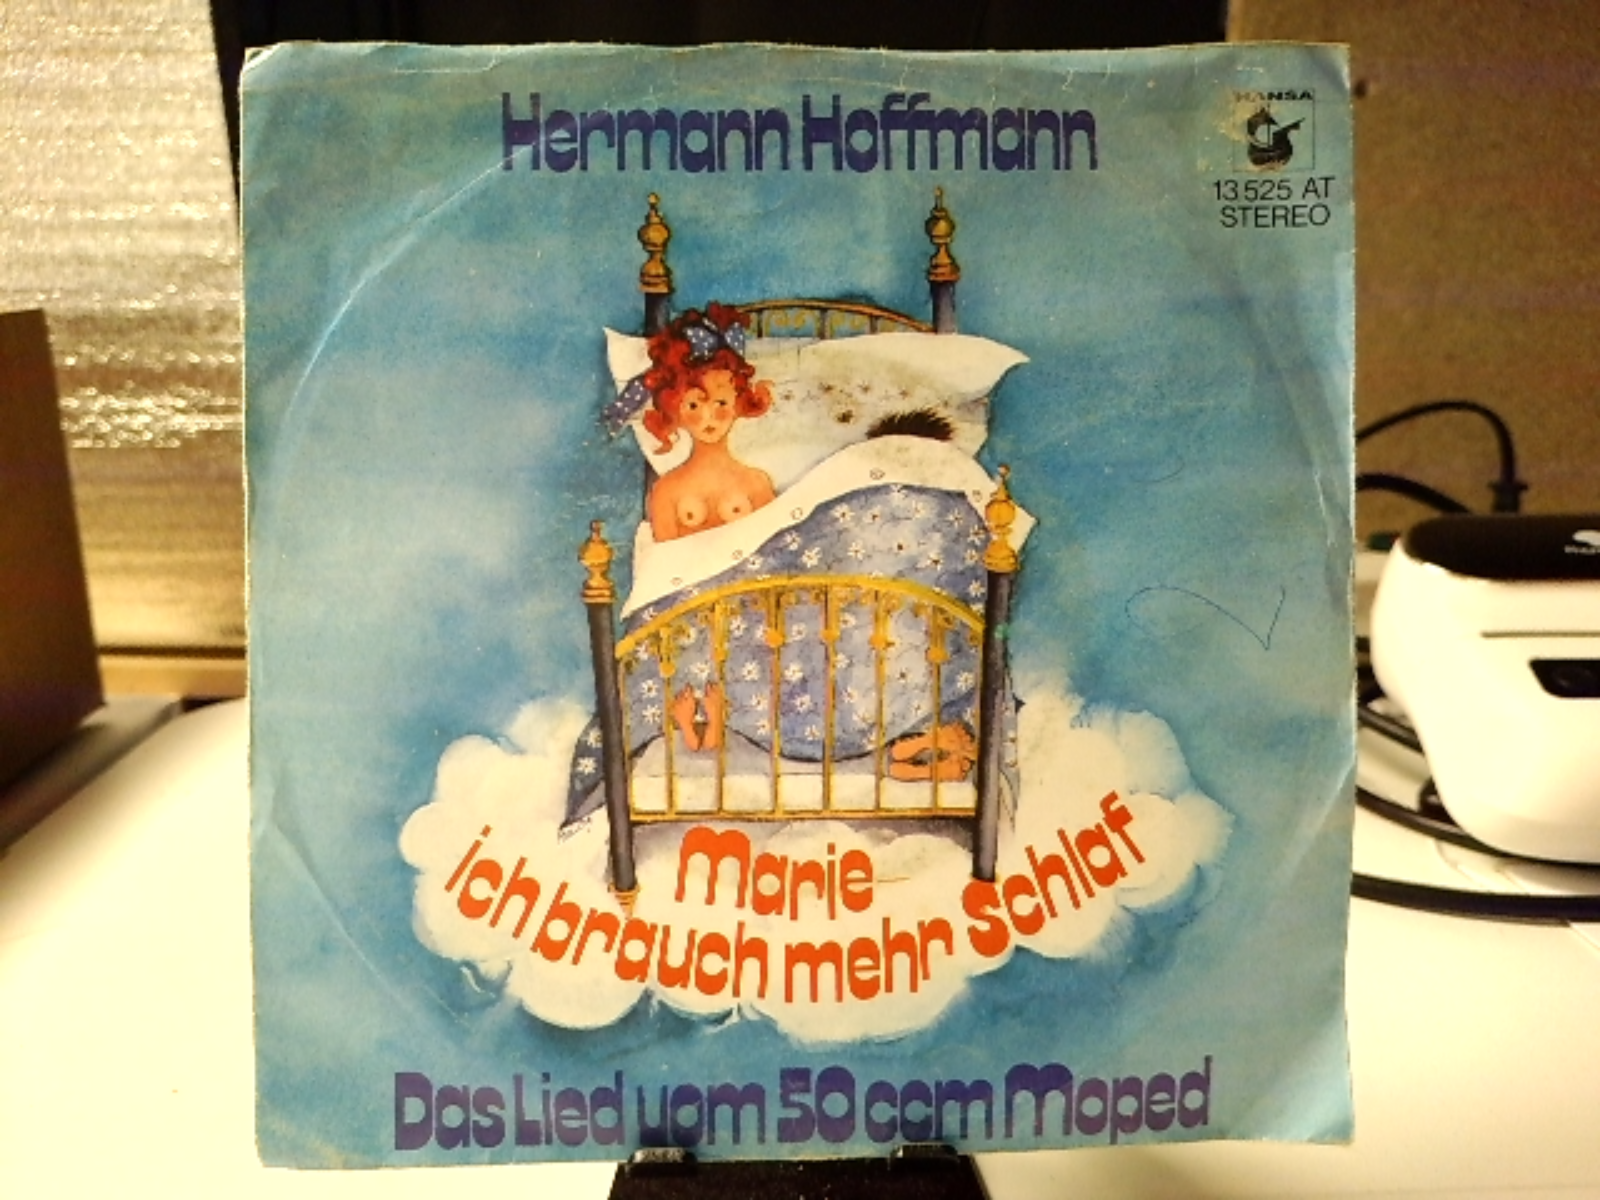 Hermann Hoffmann
HANSA
13 525 AT
STEREO
Marie
ich brauch mehr Schlaf
Das Lied vom 50 ccm Moped